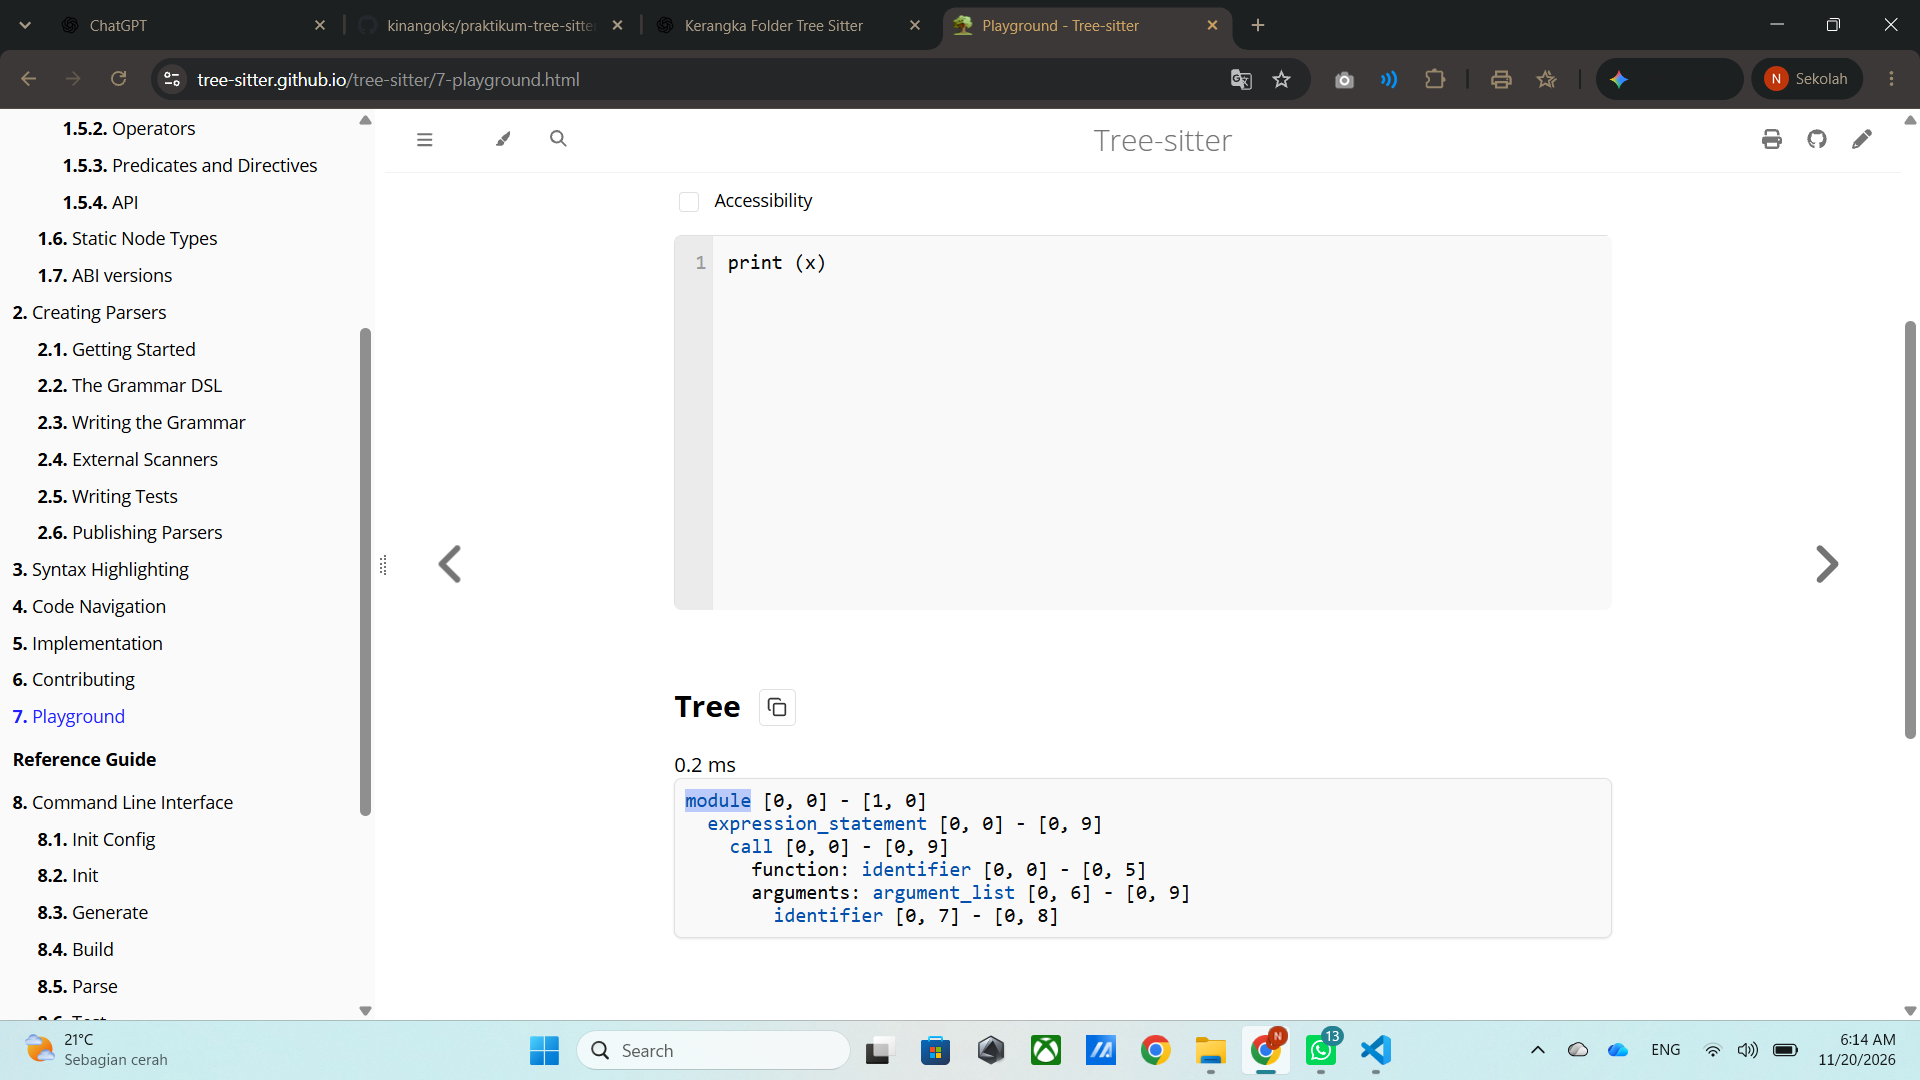 ChatGPT
kinangoks/praktikum-tree-sitter
Kerangka Folder Tree Sitter
Playground - Tree-sitter
tree-sitter.github.io/tree-sitter/7-playground.html
N
Sekolah
1.5.2. Operators
1.5.3. Predicates and Directives
1.5.4. API
1.6. Static Node Types
1.7. ABI versions
2. Creating Parsers
2.1. Getting Started
2.2. The Grammar DSL
2.3. Writing the Grammar
2.4. External Scanners
2.5. Writing Tests
2.6. Publishing Parsers
3. Syntax Highlighting
4. Code Navigation
5. Implementation
6. Contributing
7. Playground
Reference Guide
8. Command Line Interface
8.1. Init Config
8.2. Init
8.3. Generate
8.4. Build
8.5. Parse
8.6. Test
Tree-sitter
Accessibility
1 print (x)
Tree
0.2 ms
module [0, 0] - [1, 0]
expression_statement [0, 0] - [0, 9]
call [0, 0] - [0, 9]
function: identifier [0, 0] - [0, 5]
arguments: argument_list [0, 6] - [0, 9]
identifier [0, 7] - [0, 8]
21°C
Sebagian cerah
Search
N
13
ENG
6:14 AM
11/20/2026